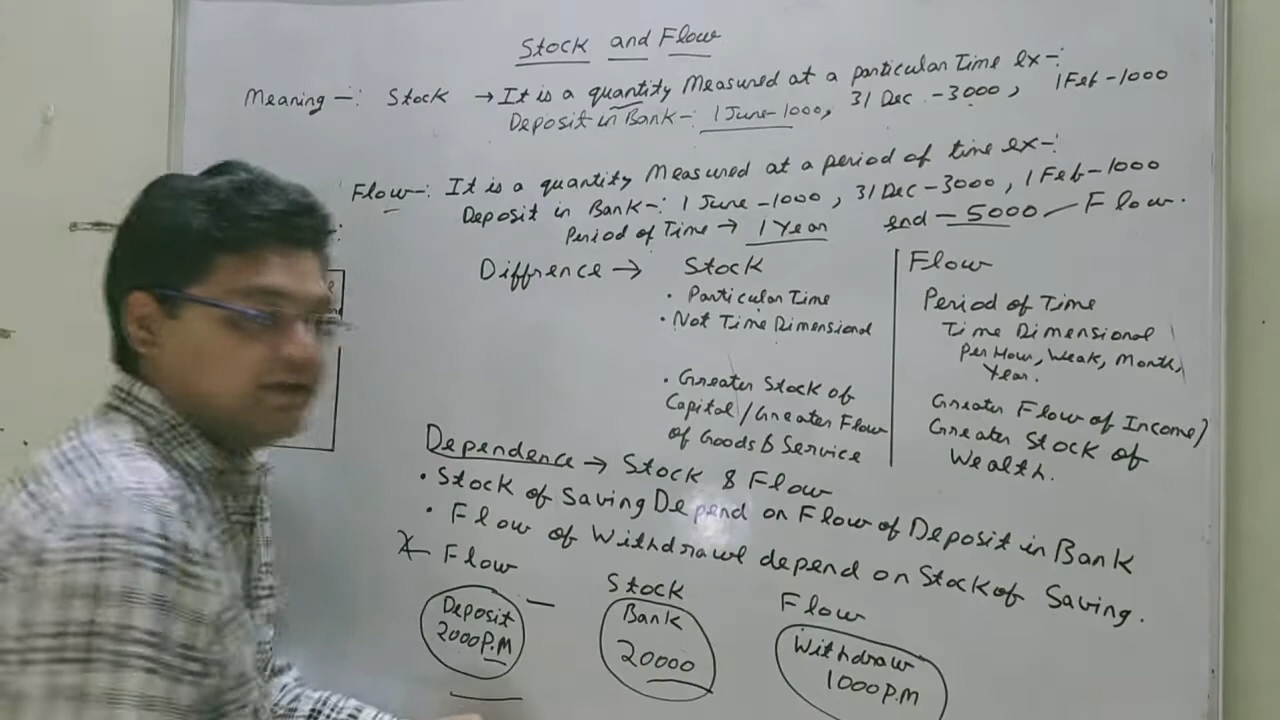 Stock and Flow
Meaning -: Stock → It is a quantity Measured at a particular Time ex-:
Deposit in Bank-: 1 June-1000, 31 Dec -3000, 1 Feb -1000
Flow-: It is a quantity Measured at a period of time ex-:
Deposit in Bank-: 1 June -1000, 31 Dec -3000, 1 Feb -1000
Period of Time → 1 Year end - 5000 - Flow.
Diffrence → Stock
• Particular Time
• Not Time Dimensional
• Greater Stock of
Capital/Greater Flow
of Goods & Service
Flow
Period of Time
Time Dimensional
Per Hour, Weak, Month,
Year.
Greater Flow of Income/
Greater Stock of
Wealth.
Dependence → Stock & Flow
• Stock of Saving Depend on Flow of Deposit in Bank
• Flow of Withdrawl depend on Stock of Saving.
Flow
Deposit
2000P.M
Stock
Bank
20000
Flow
Withdraw
1000P.M